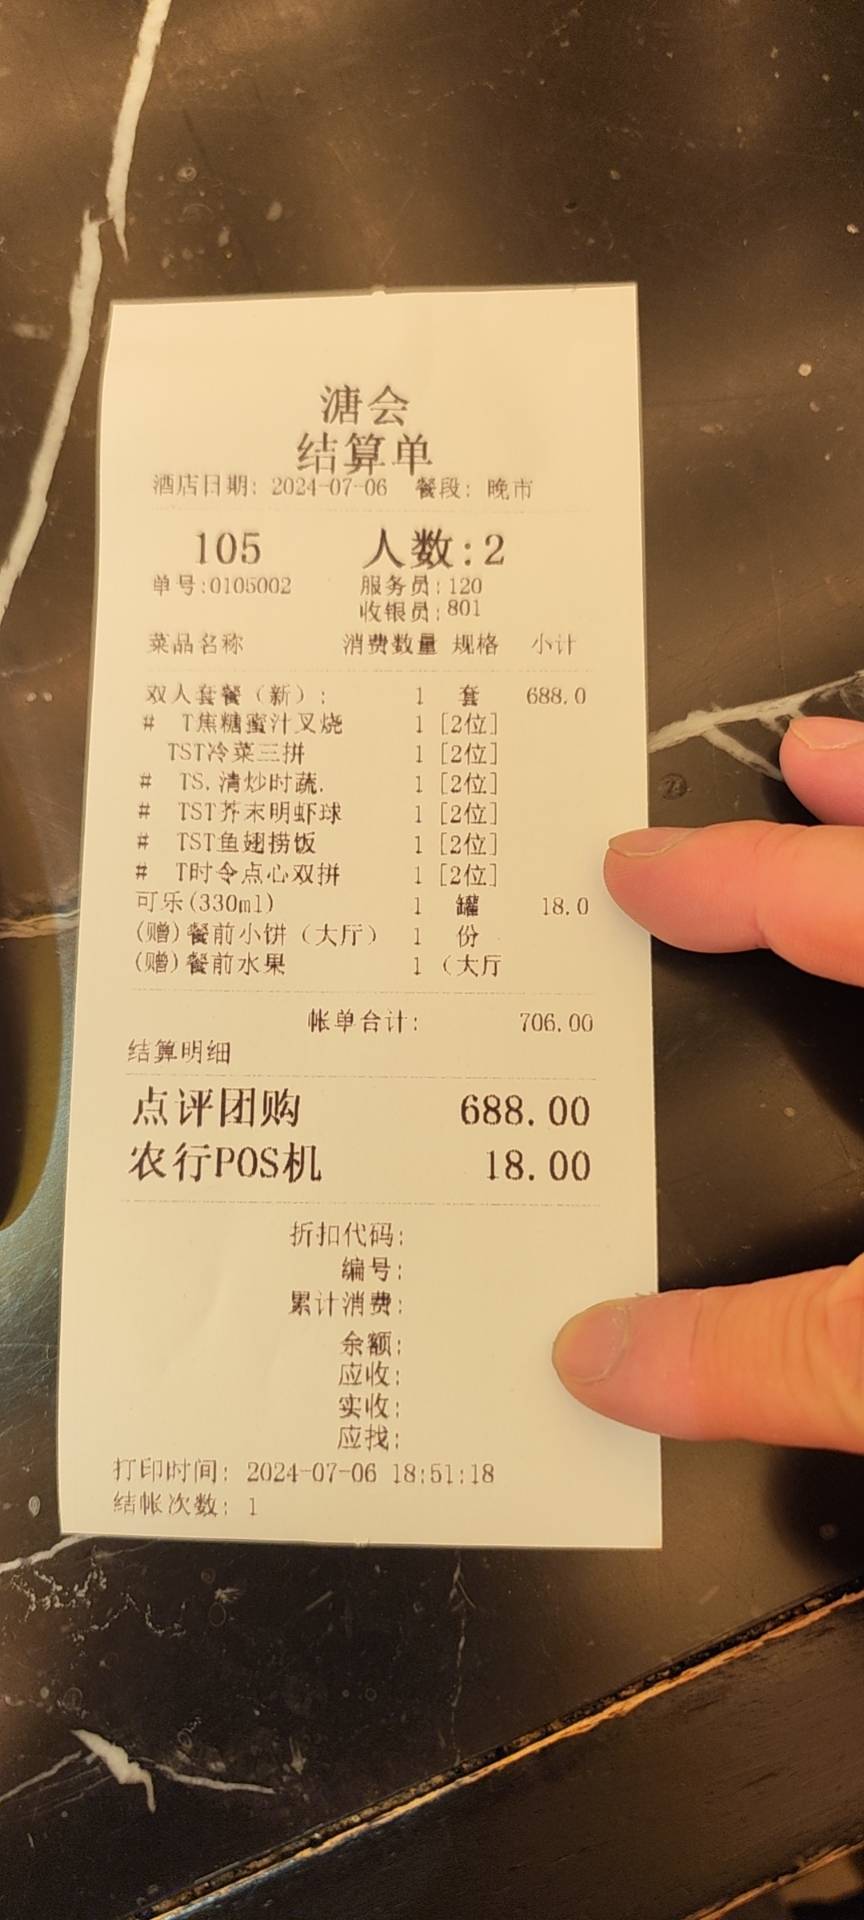 溏会
结算单
酒店日期: 2024-07-06 餐段: 晚市
105 人数:2
单号:0105002 服务员:120
收银员:801
菜品名称 消费数量 规格 小计
双人套餐（新）: 1 套 688.0
# T焦糖蜜汁叉烧 1 [2位]
TST冷菜三拼 1 [2位]
# TS.清炒时蔬. 1 [2位]
# TST芥末明虾球 1 [2位]
# TST鱼翅捞饭 1 [2位]
# T时令点心双拼 1 [2位]
可乐(330ml) 1 罐 18.0
(赠)餐前小饼（大厅） 1 份
(赠)餐前水果 1 （大厅
帐单合计: 706.00
结算明细
点评团购 688.00
农行POS机 18.00
折扣代码:
编号:
累计消费:
余额:
应收:
实收:
应找:
打印时间: 2024-07-06 18:51:18
结帐次数: 1